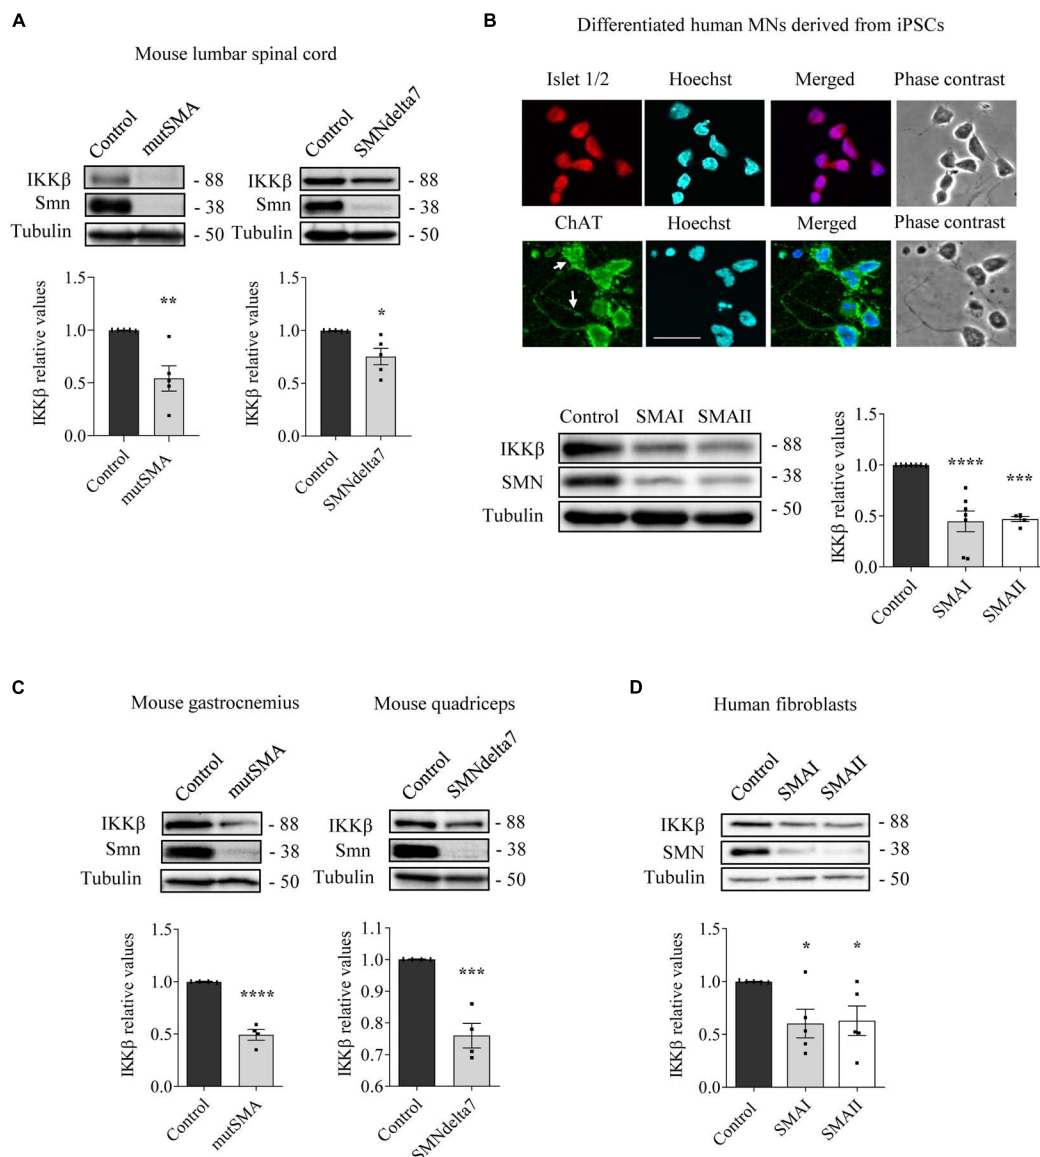 A
Mouse lumbar spinal cord
Control mutSMA
IKKβ - 88
Smn - 38
Tubulin - 50
Control SMNdelta7
IKKβ - 88
Smn - 38
Tubulin - 50
IKKβ relative values
1.5
1.0
0.5
0.0
**
Control mutSMA
IKKβ relative values
1.5
1.0
0.5
0.0
*
Control SMNdelta7
B
Differentiated human MNs derived from iPSCs
Islet 1/2 Hoechst Merged Phase contrast
ChAT Hoechst Merged Phase contrast
Control SMAI SMAII
IKKβ - 88
SMN - 38
Tubulin - 50
IKKβ relative values
1.5
1.0
0.5
0.0
****
***
Control SMAI SMAII
C
Mouse gastrocnemius
Control mutSMA
IKKβ - 88
Smn - 38
Tubulin - 50
IKKβ relative values
1.5
1.0
0.5
0.0
****
Control mutSMA
Mouse quadriceps
Control SMNdelta7
IKKβ - 88
Smn - 38
Tubulin - 50
IKKβ relative values
1.1
1.0
0.9
0.8
0.7
0.6
***
Control SMNdelta7
D
Human fibroblasts
Control SMAI SMAII
IKKβ - 88
SMN - 38
Tubulin - 50
IKKβ relative values
1.5
1.0
0.5
0.0
* *
Control SMAI SMAII